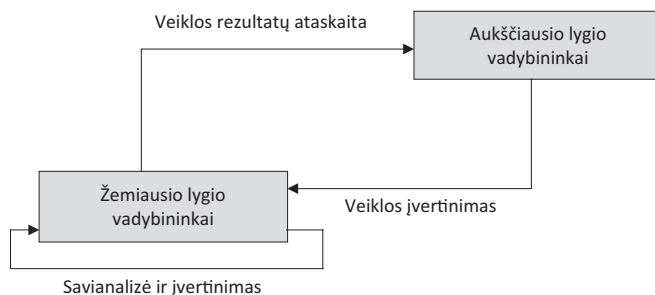 Veiklos rezultatų ataskaita
Aukščiausio lygio
vadybininkai
Žemiausio lygio
vadybininkai
Veiklos įvertinimas
Savianalizė ir įvertinimas